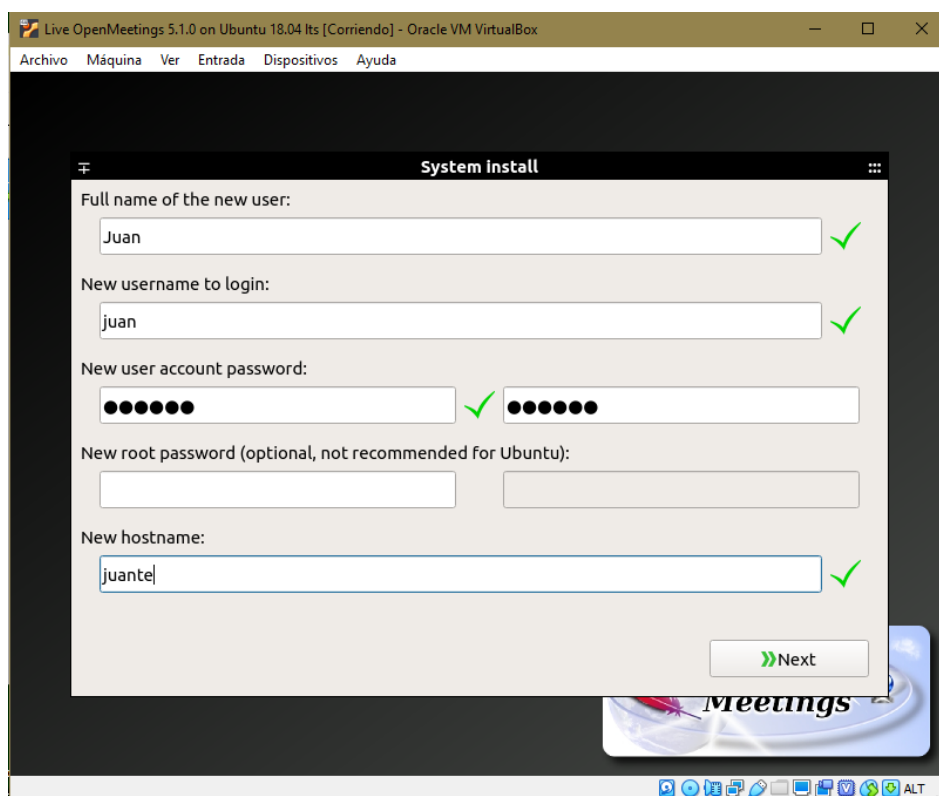 Live OpenMeetings 5.1.0 on Ubuntu 18.04 lts [Corriendo] - Oracle VM VirtualBox
Archivo Máquina Ver Entrada Dispositivos Ayuda
System install
Full name of the new user:
Juan
New username to login:
juan
New user account password:
●●●●●● ●●●●●●
New root password (optional, not recommended for Ubuntu):
New hostname:
juante
Next
Meetings
ALT